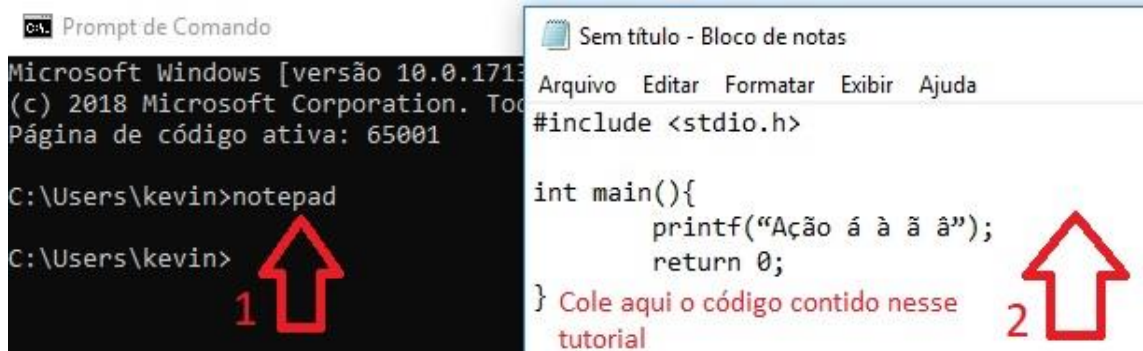 Prompt de Comando
Microsoft Windows [versão 10.0.1713
(c) 2018 Microsoft Corporation. Toc
Página de código ativa: 65001
C:\Users\kevin>notepad
C:\Users\kevin>
1
Sem título - Bloco de notas
Arquivo Editar Formatar Exibir Ajuda
#include <stdio.h>
int main(){
printf(“Ação á à ã â”);
return 0;
}
Cole aqui o código contido nesse
tutorial
2